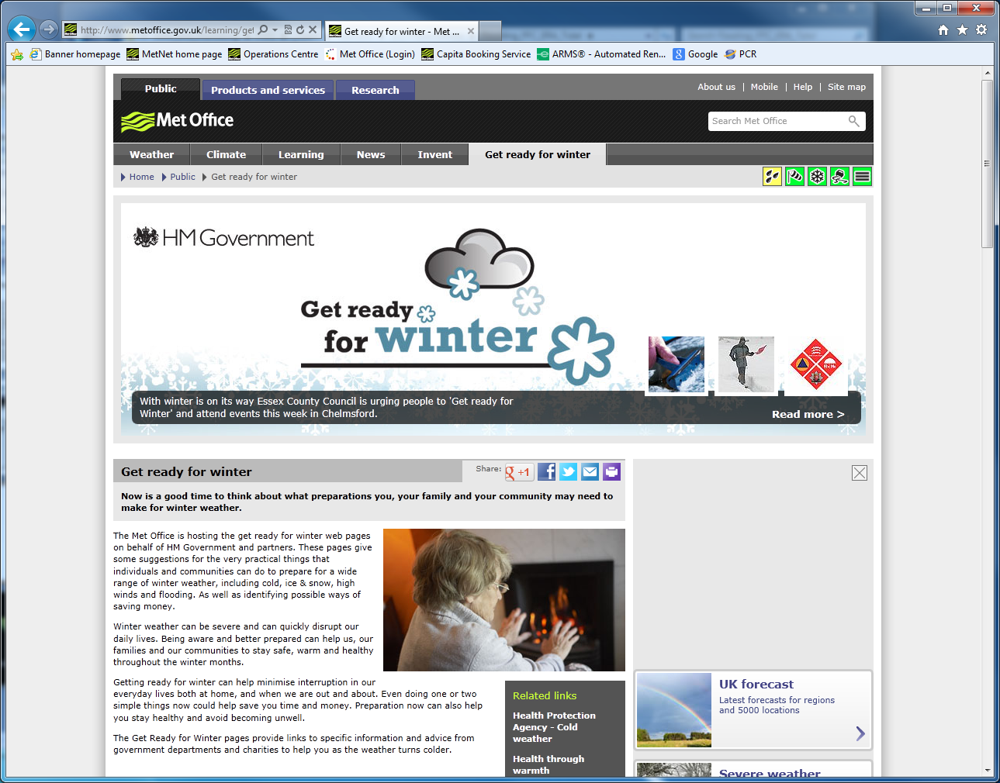 http://www.metoffice.gov.uk/learning/get
Get ready for winter - Met ...
Banner homepage
MetNet home page
Operations Centre
Met Office (Login)
Capita Booking Service
ARMS® - Automated Ren...
Google
PCR
Public
Products and services
Research
About us | Mobile | Help | Site map
Met Office
Search Met Office
Weather
Climate
Learning
News
Invent
Get ready for winter
Home
Public
Get ready for winter
HM Government
Get ready
for winter
With winter is on its way Essex County Council is urging people to 'Get ready for
Winter' and attend events this week in Chelmsford.
Read more >
Get ready for winter
Share:
+1
Now is a good time to think about what preparations you, your family and your community may need to
make for winter weather.
The Met Office is hosting the get ready for winter web pages
on behalf of HM Government and partners. These pages give
some suggestions for the very practical things that
individuals and communities can do to prepare for a wide
range of winter weather, including cold, ice & snow, high
winds and flooding. As well as identifying possible ways of
saving money.
Winter weather can be severe and can quickly disrupt our
daily lives. Being aware and better prepared can help us, our
families and our communities to stay safe, warm and healthy
throughout the winter months.
Getting ready for winter can help minimise interruption in our
everyday lives both at home, and when we are out and about. Even doing one or two
simple things now could help save you time and money. Preparation now can also help
you stay healthy and avoid becoming unwell.
The Get Ready for Winter pages provide links to specific information and advice from
government departments and charities to help you as the weather turns colder.
Related links
Health Protection
Agency - Cold
weather
Health through
warmth
UK forecast
Latest forecasts for regions
and 5000 locations
Severe weather